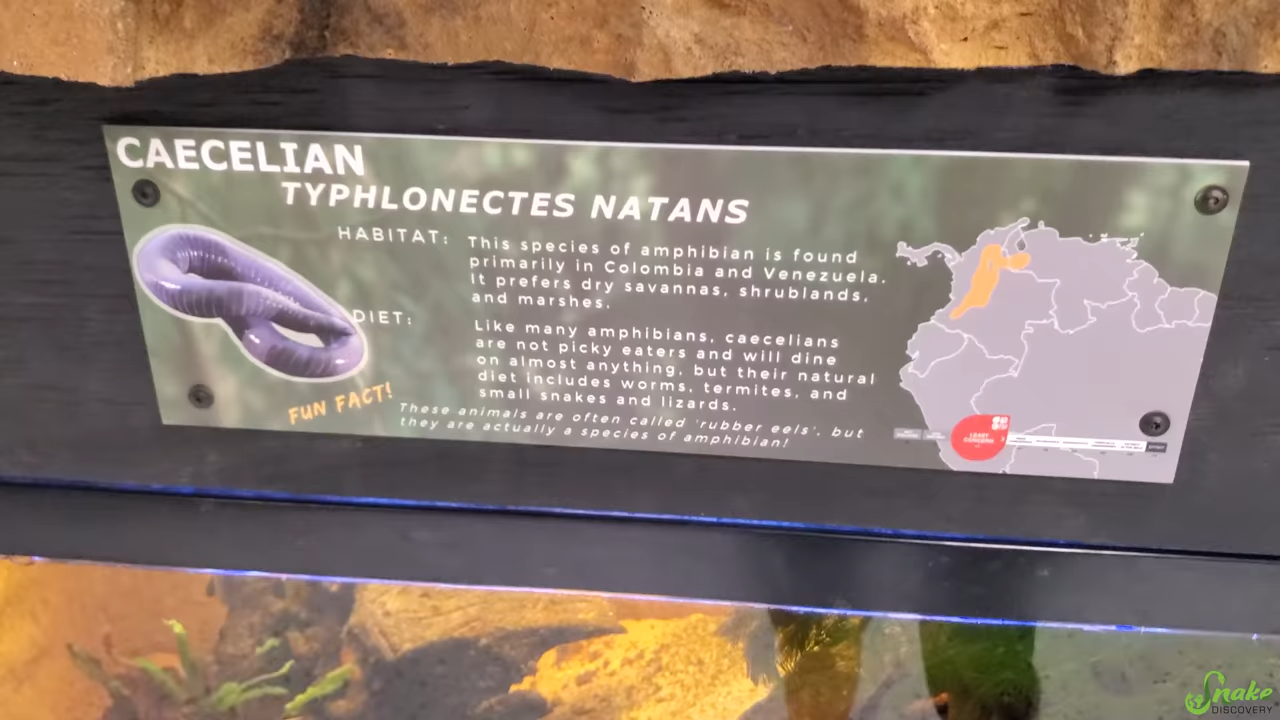 CAECELIAN
TYPHLONECTES NATANS
HABITAT: This species of amphibian is found
primarily in Colombia and Venezuela.
It prefers dry savannas, shrublands,
and marshes.
DIET: Like many amphibians, caecelians
are not picky eaters and will dine
on almost anything, but their natural
diet includes worms, termites, and
small snakes and lizards.
FUN FACT! These animals are often called 'rubber eels', but
they are actually a species of amphibian!
LEAST
CONCERN
Snake
DISCOVERY